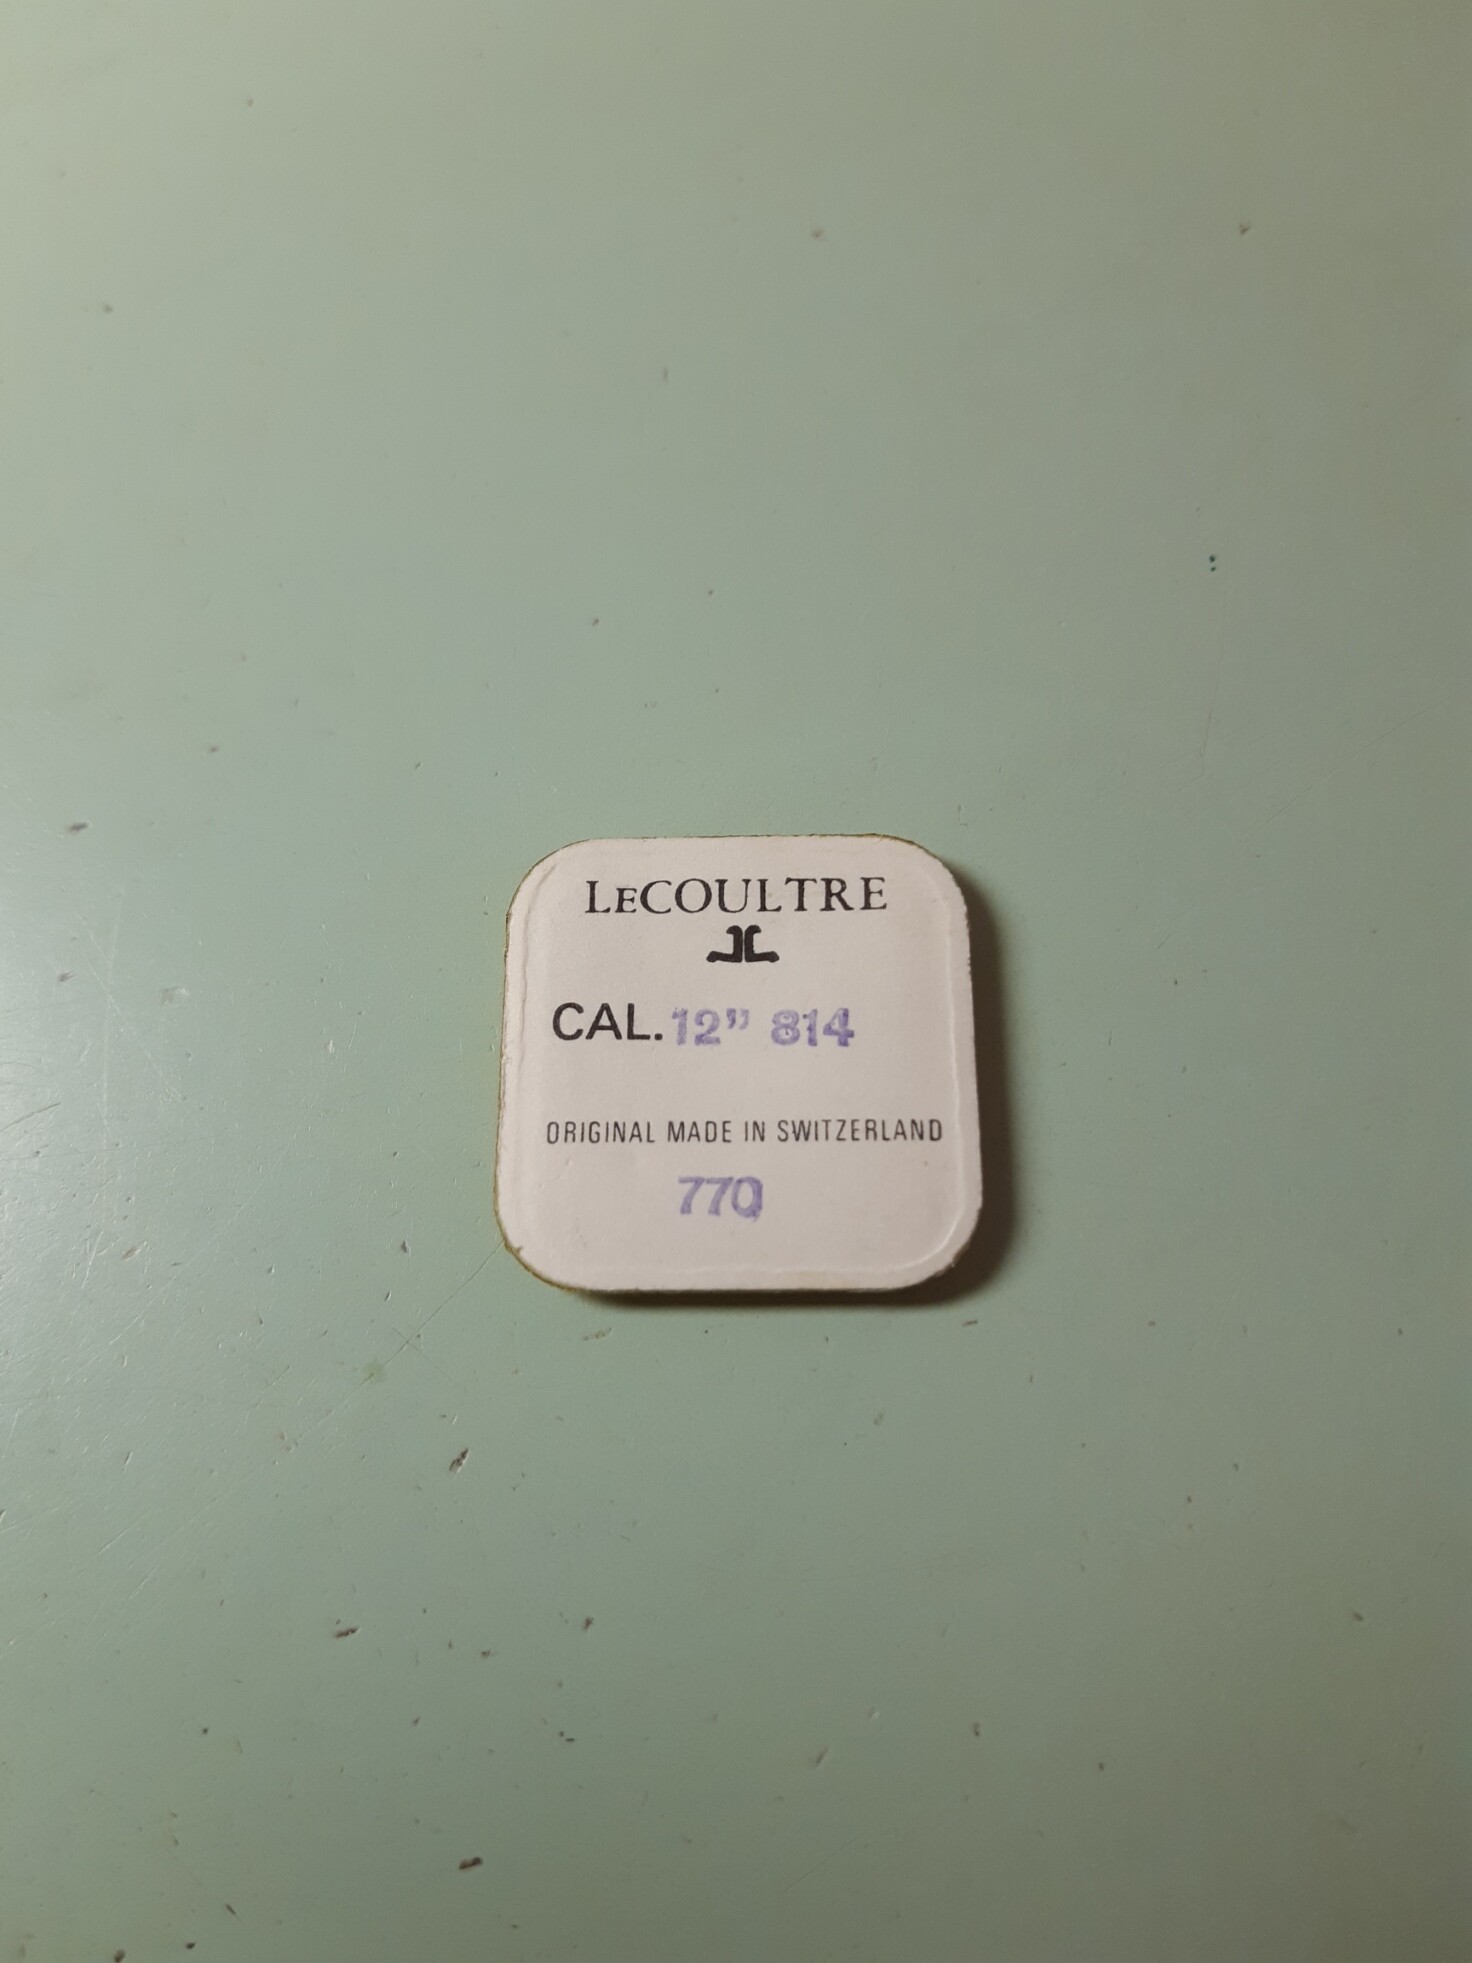 LECOULTRE
CAL. 12" 814
ORIGINAL MADE IN SWITZERLAND
770